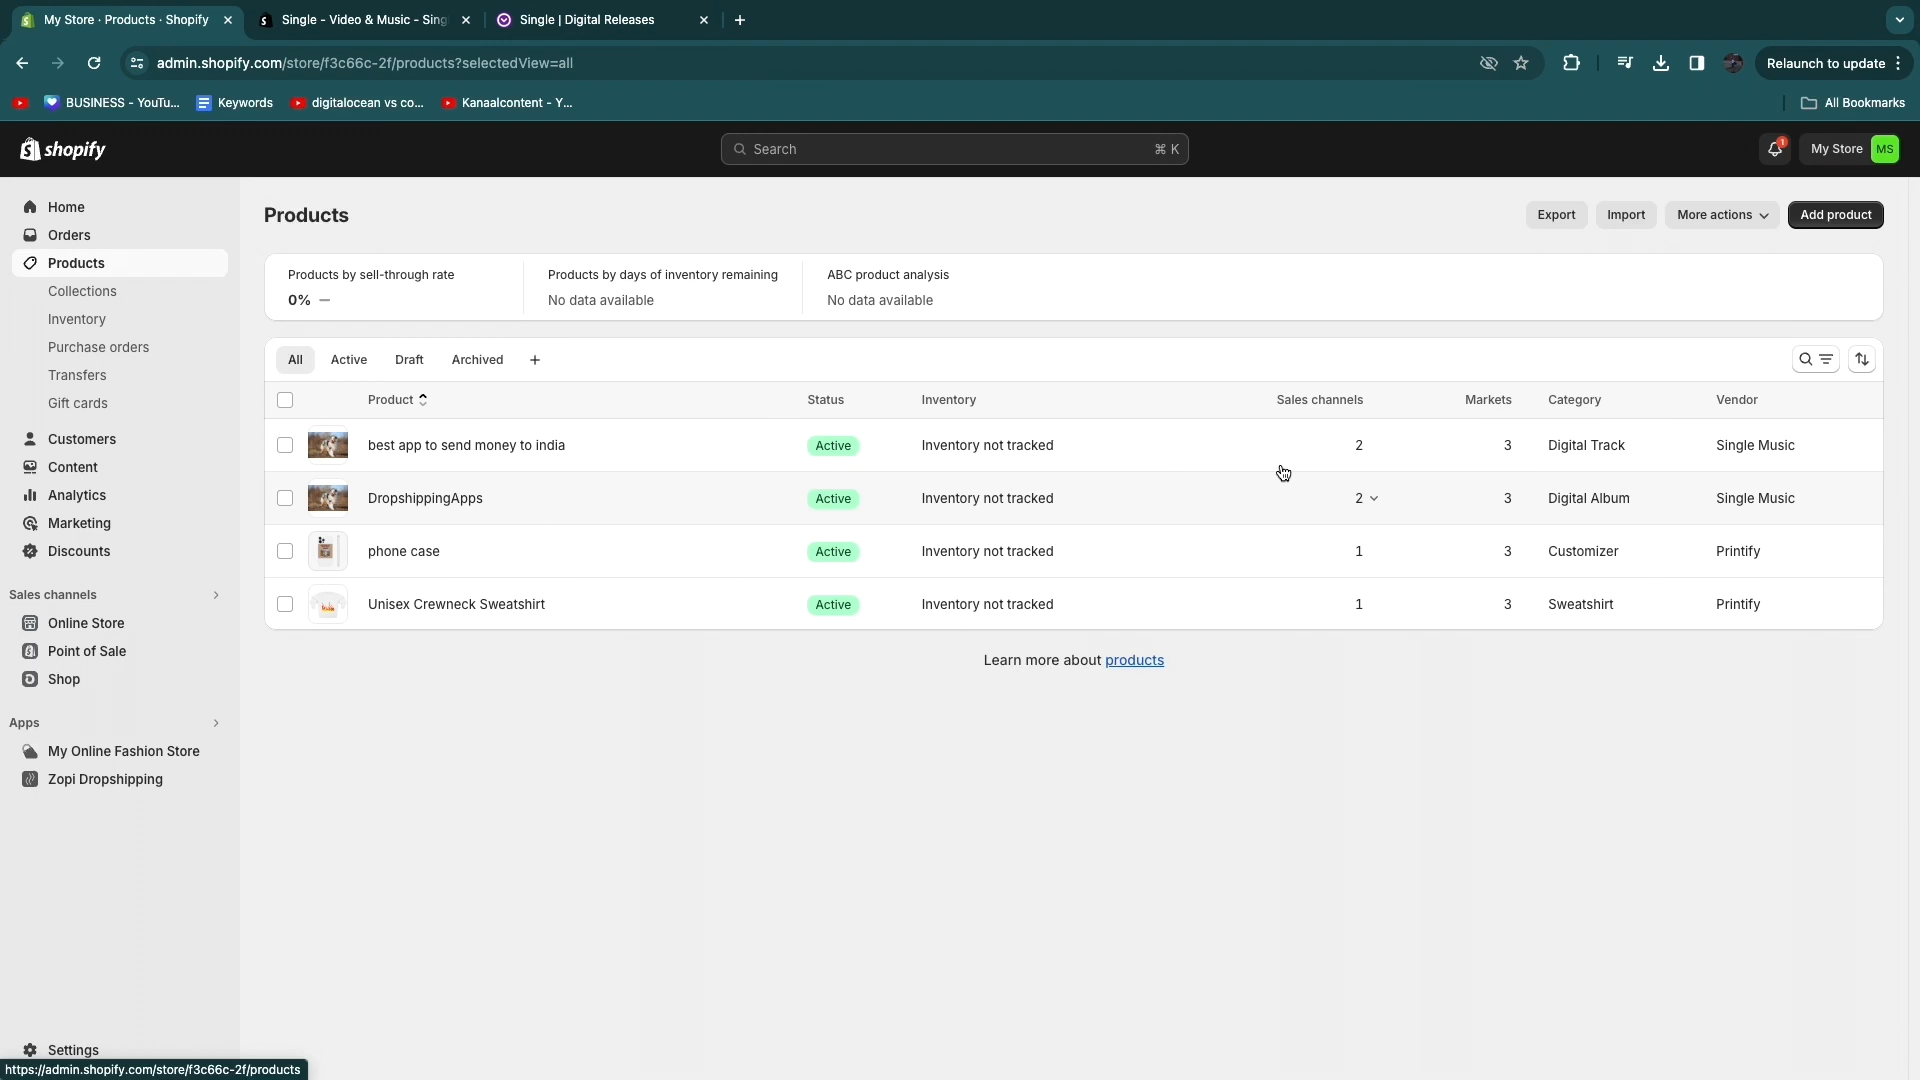 My Store · Products · Shopify
Single - Video & Music - Sing
Single | Digital Releases
admin.shopify.com/store/f3c66c-2f/products?selectedView=all
Relaunch to update
BUSINESS - YouTu...
Keywords
digitalocean vs co...
Kanaalcontent - Y...
All Bookmarks
shopify
Search
⌘ K
1
My Store
MS
Home
Orders
Products
Collections
Inventory
Purchase orders
Transfers
Gift cards
Customers
Content
Analytics
Marketing
Discounts
Sales channels
Online Store
Point of Sale
Shop
Apps
My Online Fashion Store
Zopi Dropshipping
Settings
https://admin.shopify.com/store/f3c66c-2f/products
Products
Export
Import
More actions
Add product
Products by sell-through rate
0% —
Products by days of inventory remaining
No data available
ABC product analysis
No data available
All Active Draft Archived +
Product Status Inventory Sales channels Markets Category Vendor
best app to send money to india Active Inventory not tracked 2 3 Digital Track Single Music
DropshippingApps Active Inventory not tracked 2 3 Digital Album Single Music
phone case Active Inventory not tracked 1 3 Customizer Printify
Unisex Crewneck Sweatshirt Active Inventory not tracked 1 3 Sweatshirt Printify
Learn more about products